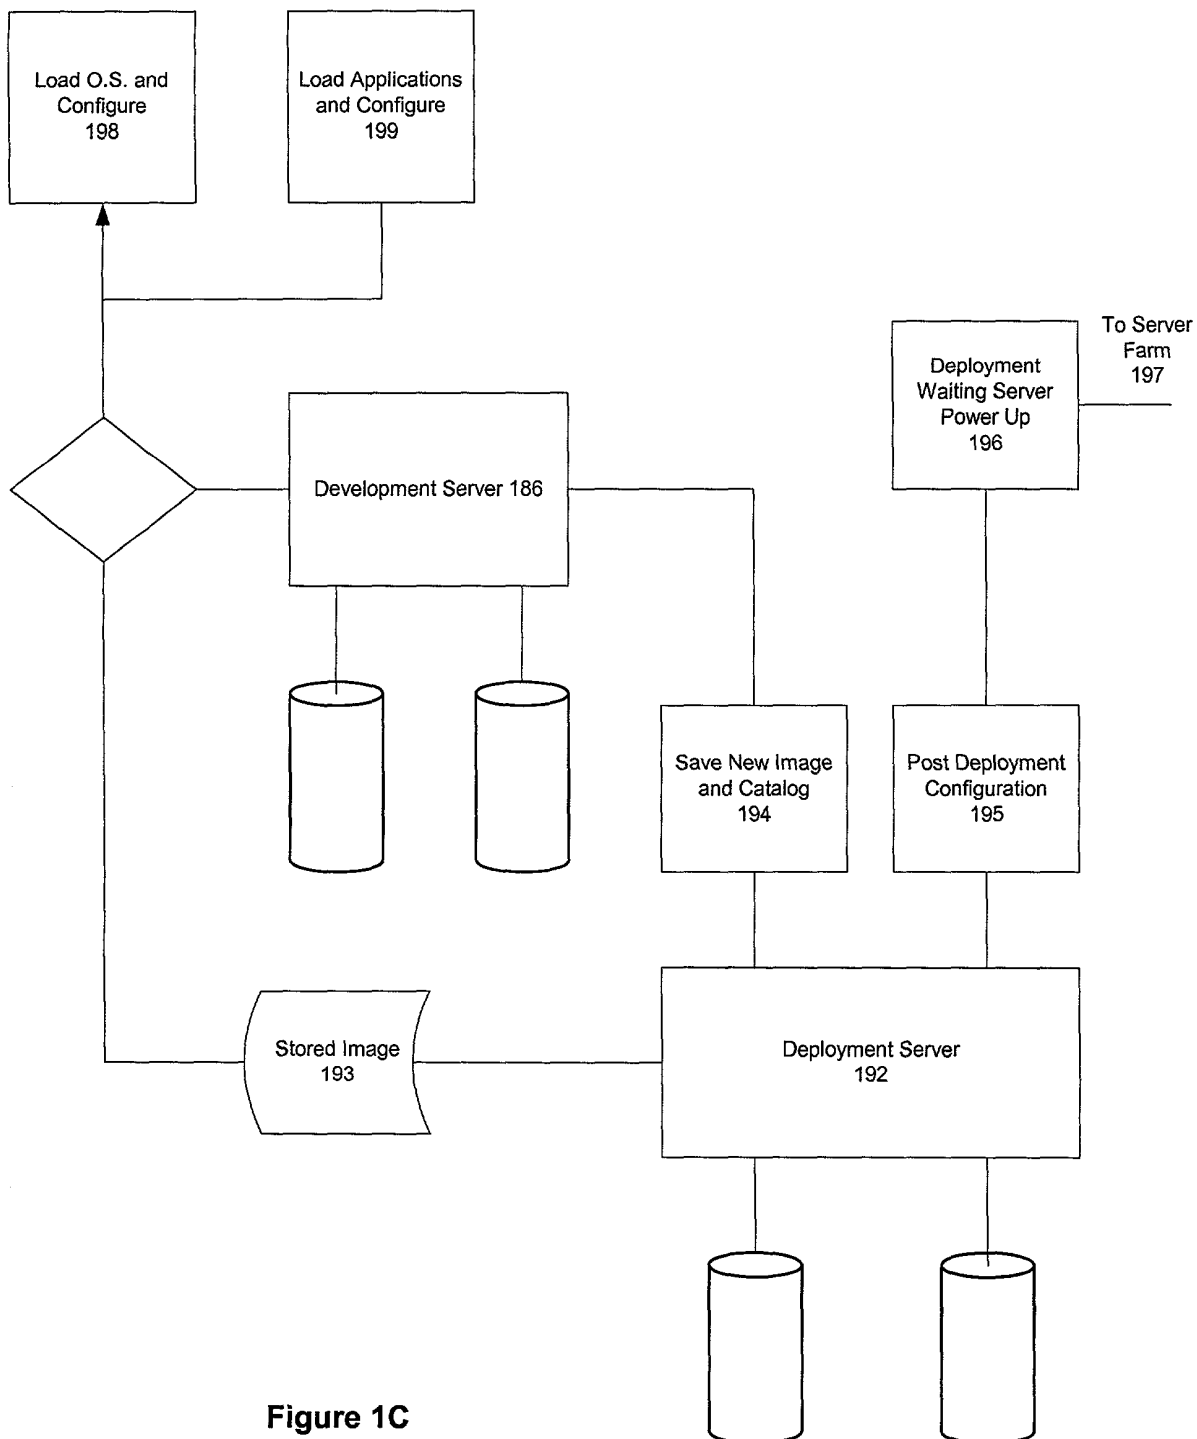 Load O.S. and
Configure
198
Load Applications
and Configure
199
To Server
Farm
197
Deployment
Waiting Server
Power Up
196
Development Server 186
Save New Image
and Catalog
194
Post Deployment
Configuration
195
Stored Image
193
Deployment Server
192
Figure 1C